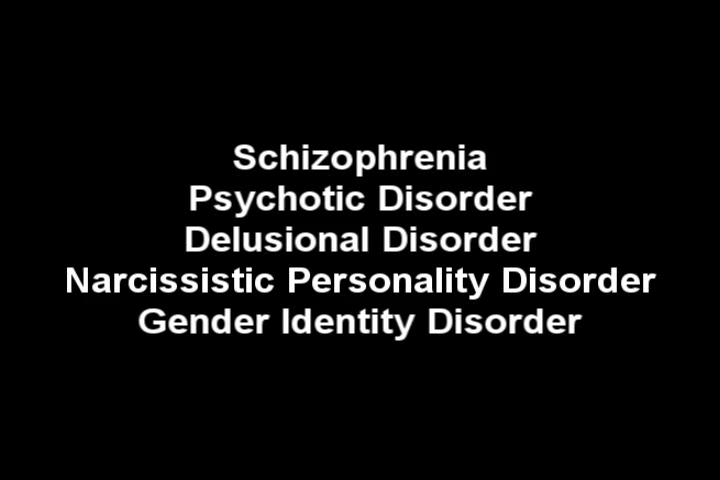 Schizophrenia
Psychotic Disorder
Delusional Disorder
Narcissistic Personality Disorder
Gender Identity Disorder